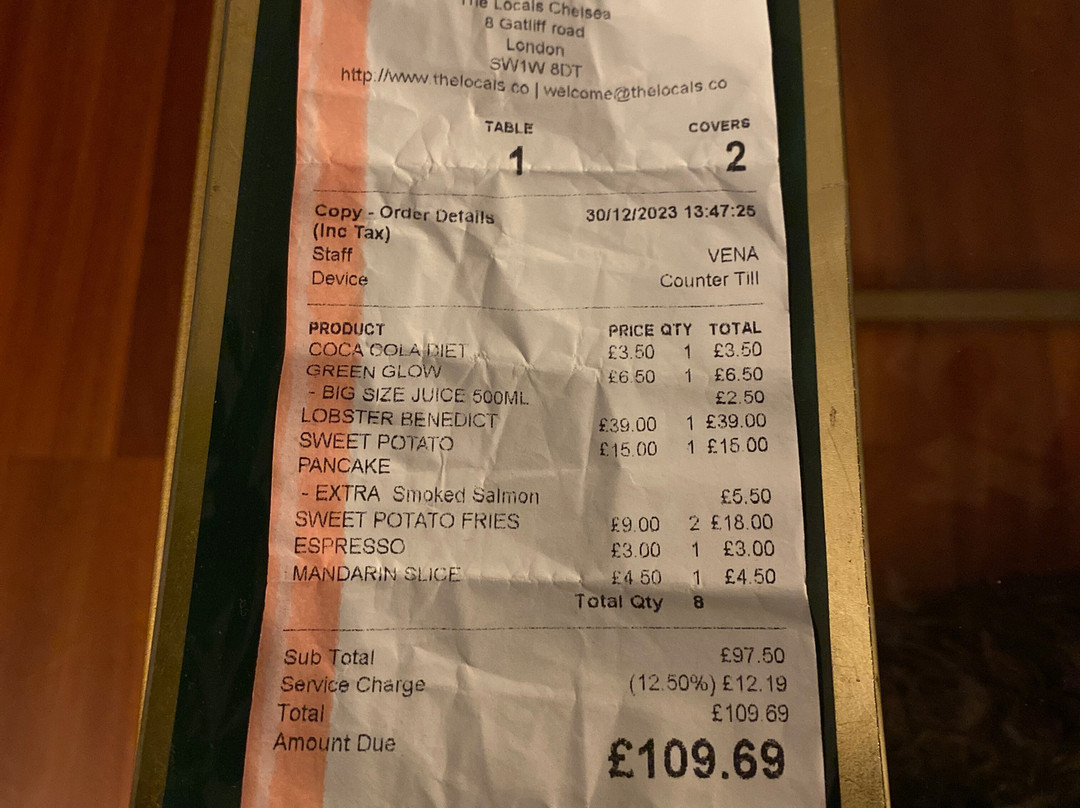 The Locals Chelsea
8 Gatliff road
London
SW1W 8DT
http://www.thelocals.co | welcome@thelocals.co
TABLE COVERS
1 2
Copy - Order Details 30/12/2023 13:47:25
(Inc Tax)
Staff VENA
Device Counter Till
PRODUCT PRICE QTY TOTAL
COCA COLA DIET £3.50 1 £3.50
GREEN GLOW £6.50 1 £6.50
- BIG SIZE JUICE 500ML £2.50
LOBSTER BENEDICT £39.00 1 £39.00
SWEET POTATO £15.00 1 £15.00
PANCAKE
- EXTRA Smoked Salmon £5.50
SWEET POTATO FRIES £9.00 2 £18.00
ESPRESSO £3.00 1 £3.00
MANDARIN SLICE £4.50 1 £4.50
Total Qty 8
Sub Total £97.50
Service Charge (12.50%) £12.19
Total £109.69
Amount Due £109.69